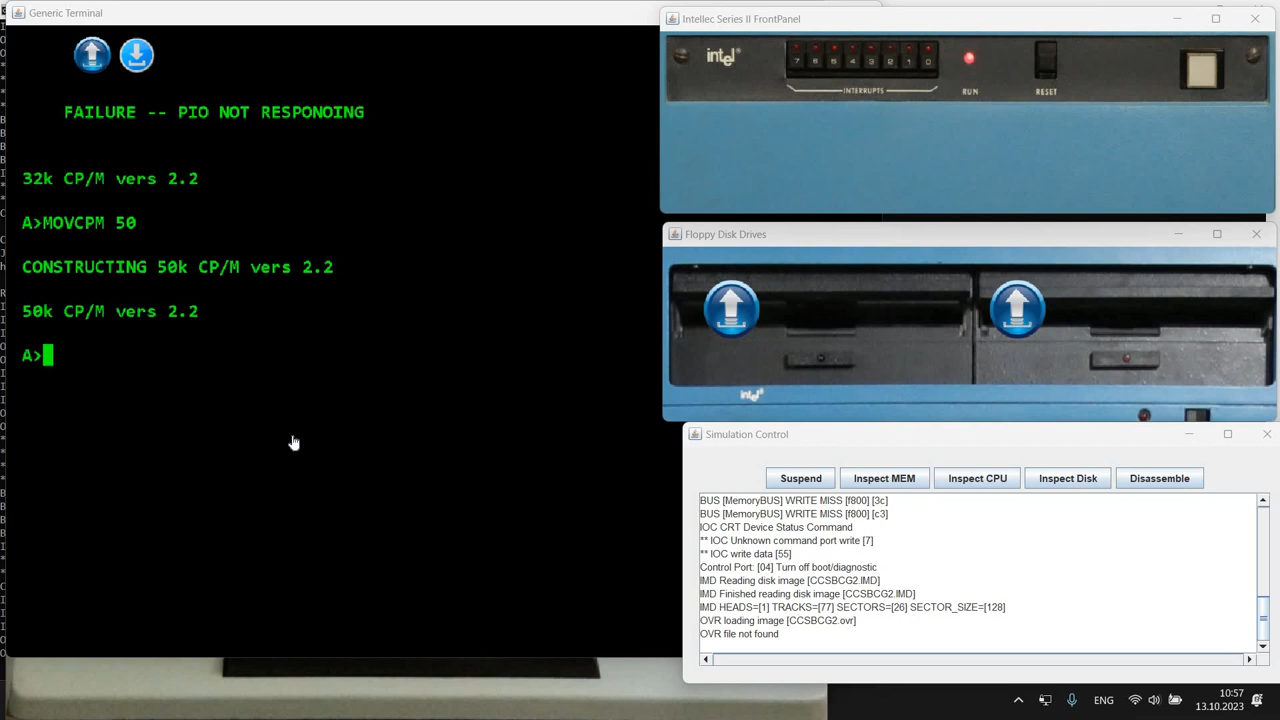 Generic Terminal
FAILURE -- PIO NOT RESPONOING
32k CP/M vers 2.2
A>MOVCPM 50
CONSTRUCTING 50k CP/M vers 2.2
50k CP/M vers 2.2
A>
Intellec Series II FrontPanel
intel®
7 6 5 4 3 2 1 0
INTERRUPTS
RUN
RESET
Floppy Disk Drives
intel
Simulation Control
Suspend
Inspect MEM
Inspect CPU
Inspect Disk
Disassemble
BUS [MemoryBUS] WRITE MISS [f800] [3c]
BUS [MemoryBUS] WRITE MISS [f800] [c3]
IOC CRT Device Status Command
** IOC Unknown command port write [7]
** IOC write data [55]
Control Port: [04] Turn off boot/diagnostic
IMD Reading disk image [CCSBCG2.IMD]
IMD Finished reading disk image [CCSBCG2.IMD]
IMD HEADS=[1] TRACKS=[77] SECTORS=[26] SECTOR_SIZE=[128]
OVR loading image [CCSBCG2.ovr]
OVR file not found
ENG
10:57
13.10.2023